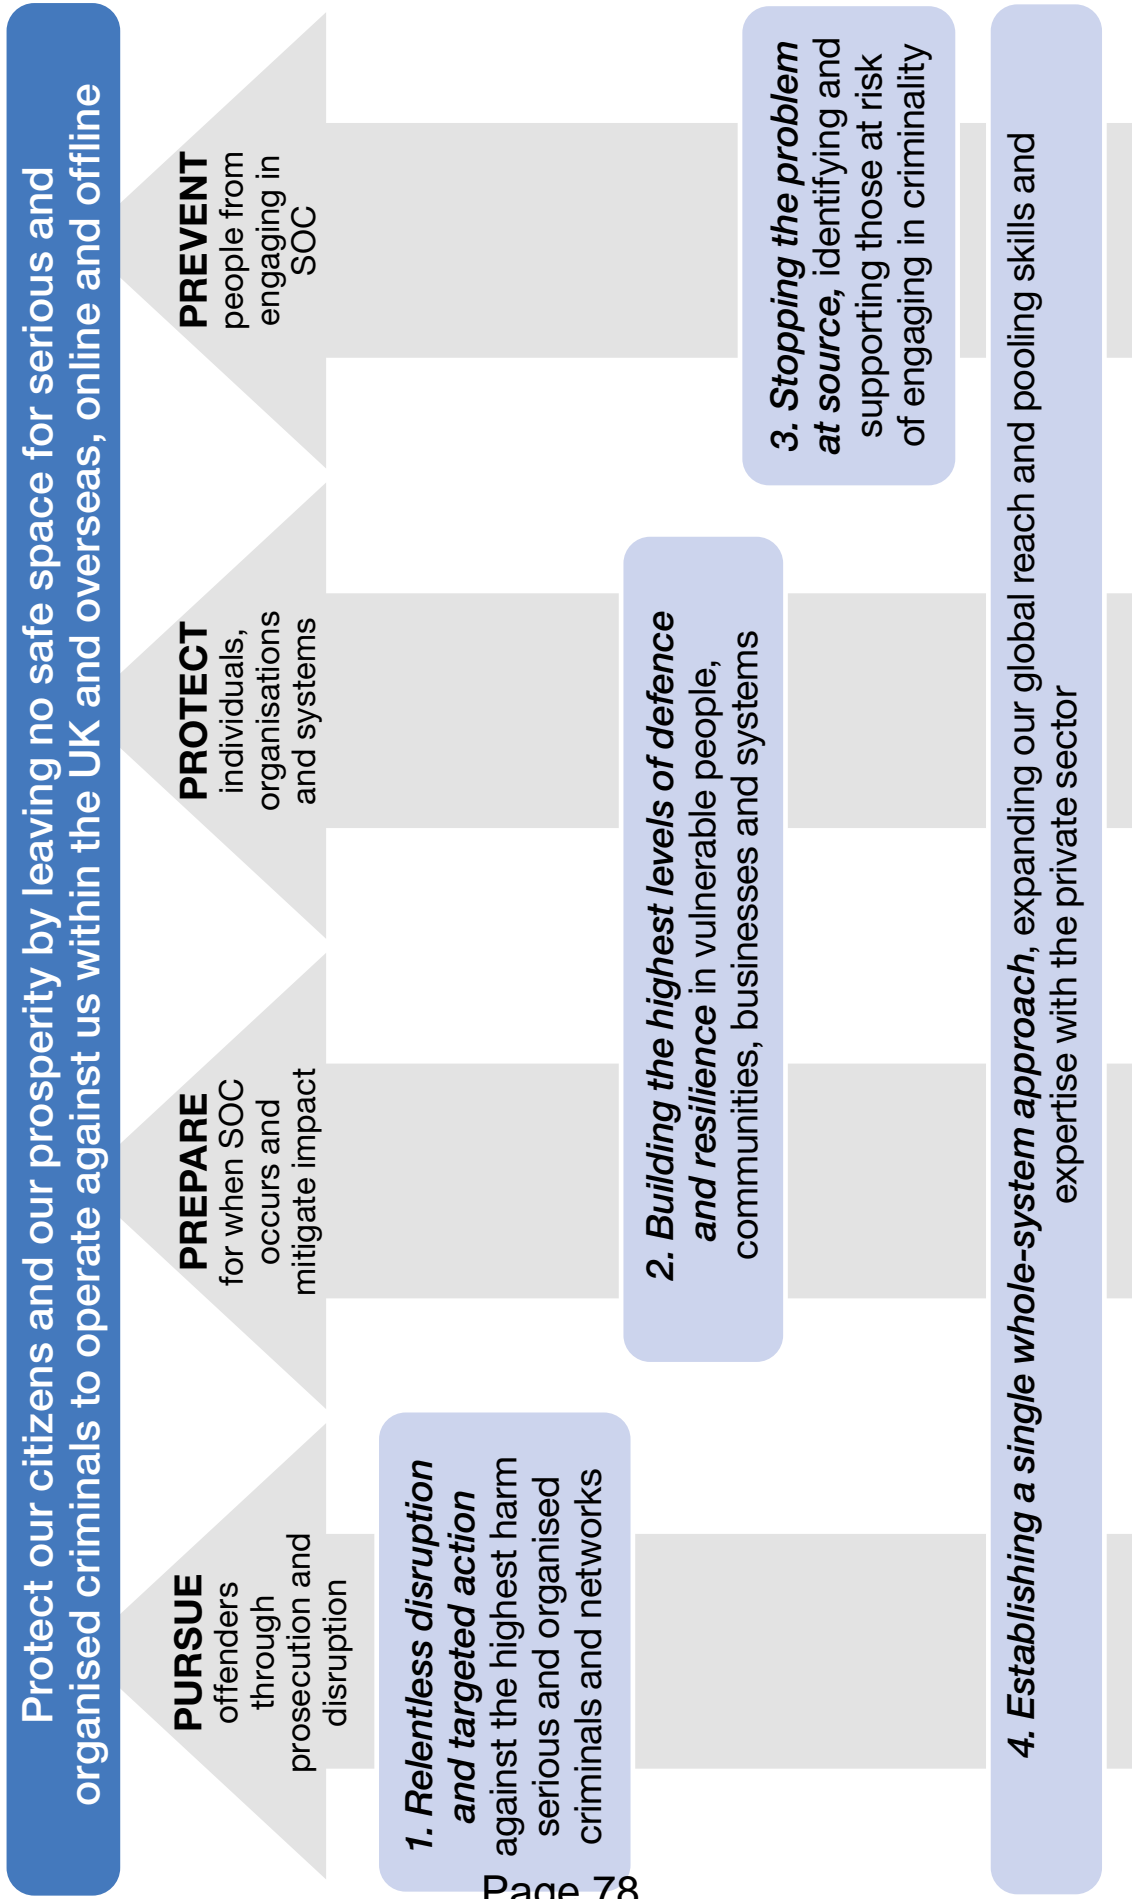 Protect our citizens and our prosperity by leaving no safe space for serious and
organised criminals to operate against us within the UK and overseas, online and offline
PURSUE
offenders
through
prosecution and
disruption
PREPARE
for when SOC
occurs and
mitigate impact
PROTECT
individuals,
organisations
and systems
PREVENT
people from
engaging in
SOC
1. Relentless disruption
and targeted action
against the highest harm
serious and organised
criminals and networks
2. Building the highest levels of defence
and resilience in vulnerable people,
communities, businesses and systems
3. Stopping the problem
at source, identifying and
supporting those at risk
of engaging in criminality
4. Establishing a single whole-system approach, expanding our global reach and pooling skills and
expertise with the private sector
Page 78